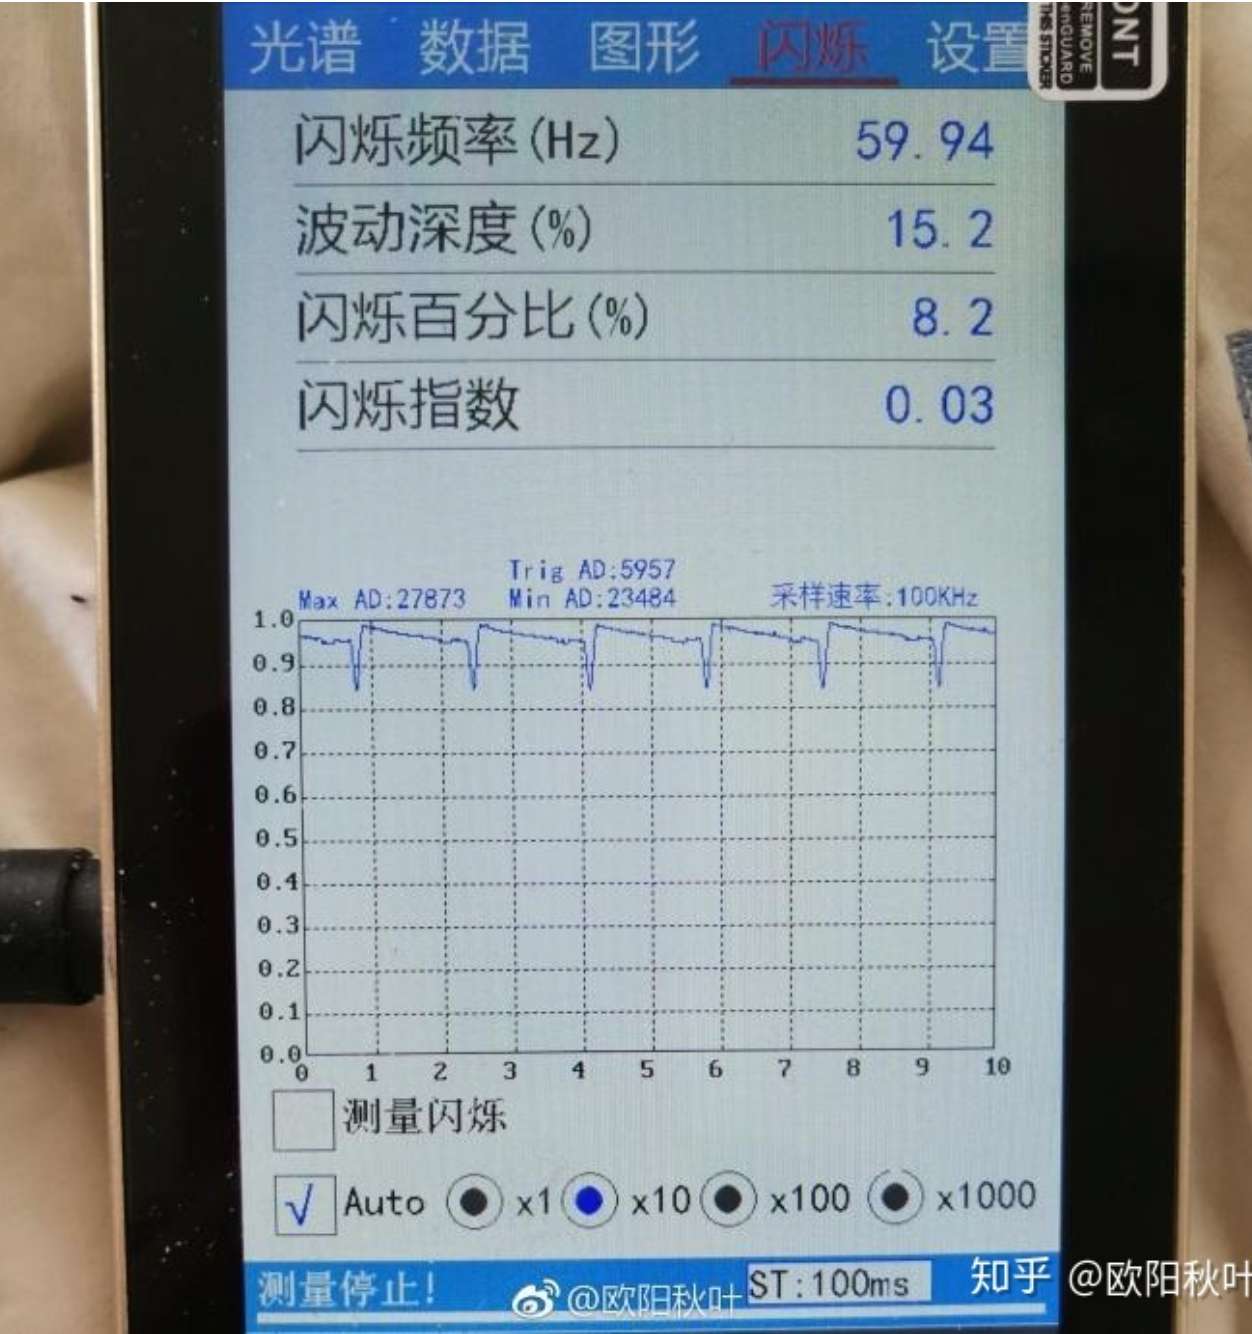 光谱 数据 图形 闪烁 设置
ONT
REMOVE
enGUARD
THIS STICKER
闪烁频率(Hz) 59.94
波动深度(%) 15.2
闪烁百分比(%) 8.2
闪烁指数 0.03
Trig AD:5957
Max AD:27873 Min AD:23484 采样速率:100KHz
1.0
0.9
0.8
0.7
0.6
0.5
0.4
0.3
0.2
0.1
0.0
0 1 2 3 4 5 6 7 8 9 10
测量闪烁
√ Auto x1 x10 x100 x1000
测量停止! ST:100ms
@欧阳秋叶
知乎 @欧阳秋叶